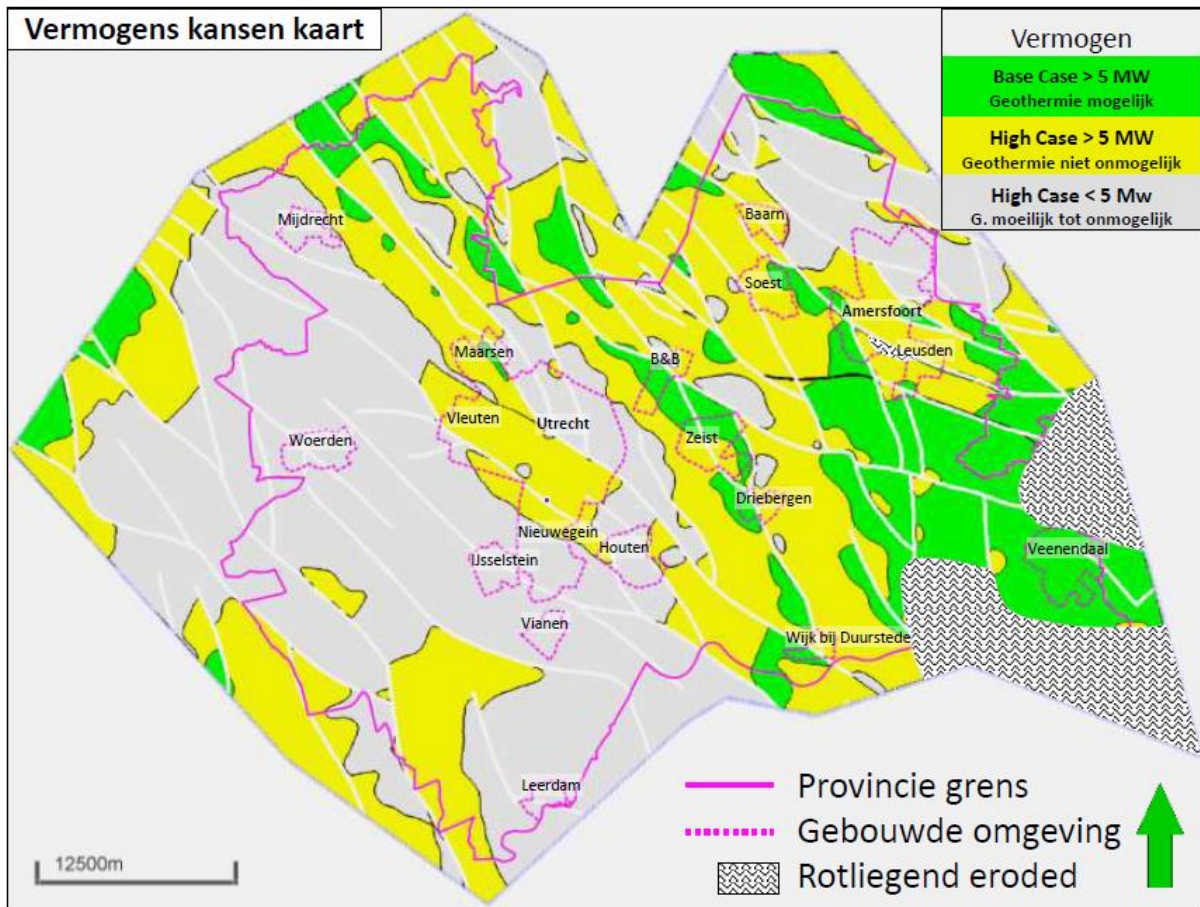 Vermogens kansen kaart
Vermogen
Base Case > 5 MW
Geothermie mogelijk
High Case > 5 MW
Geothermie niet onmogelijk
High Case < 5 Mw
G. moeilijk tot onmogelijk
Mijdrecht
Baarn
Soest
Amersfoort
Leusden
Maarsen
B&B
Vleuten
Utrecht
Woerden
Zeist
Driebergen
Nieuwegein
Houten
IJsselstein
Veenendaal
Vianen
Wijk bij Duurstede
Leerdam
Provincie grens
Gebouwde omgeving
Rotliegend eroded
12500m